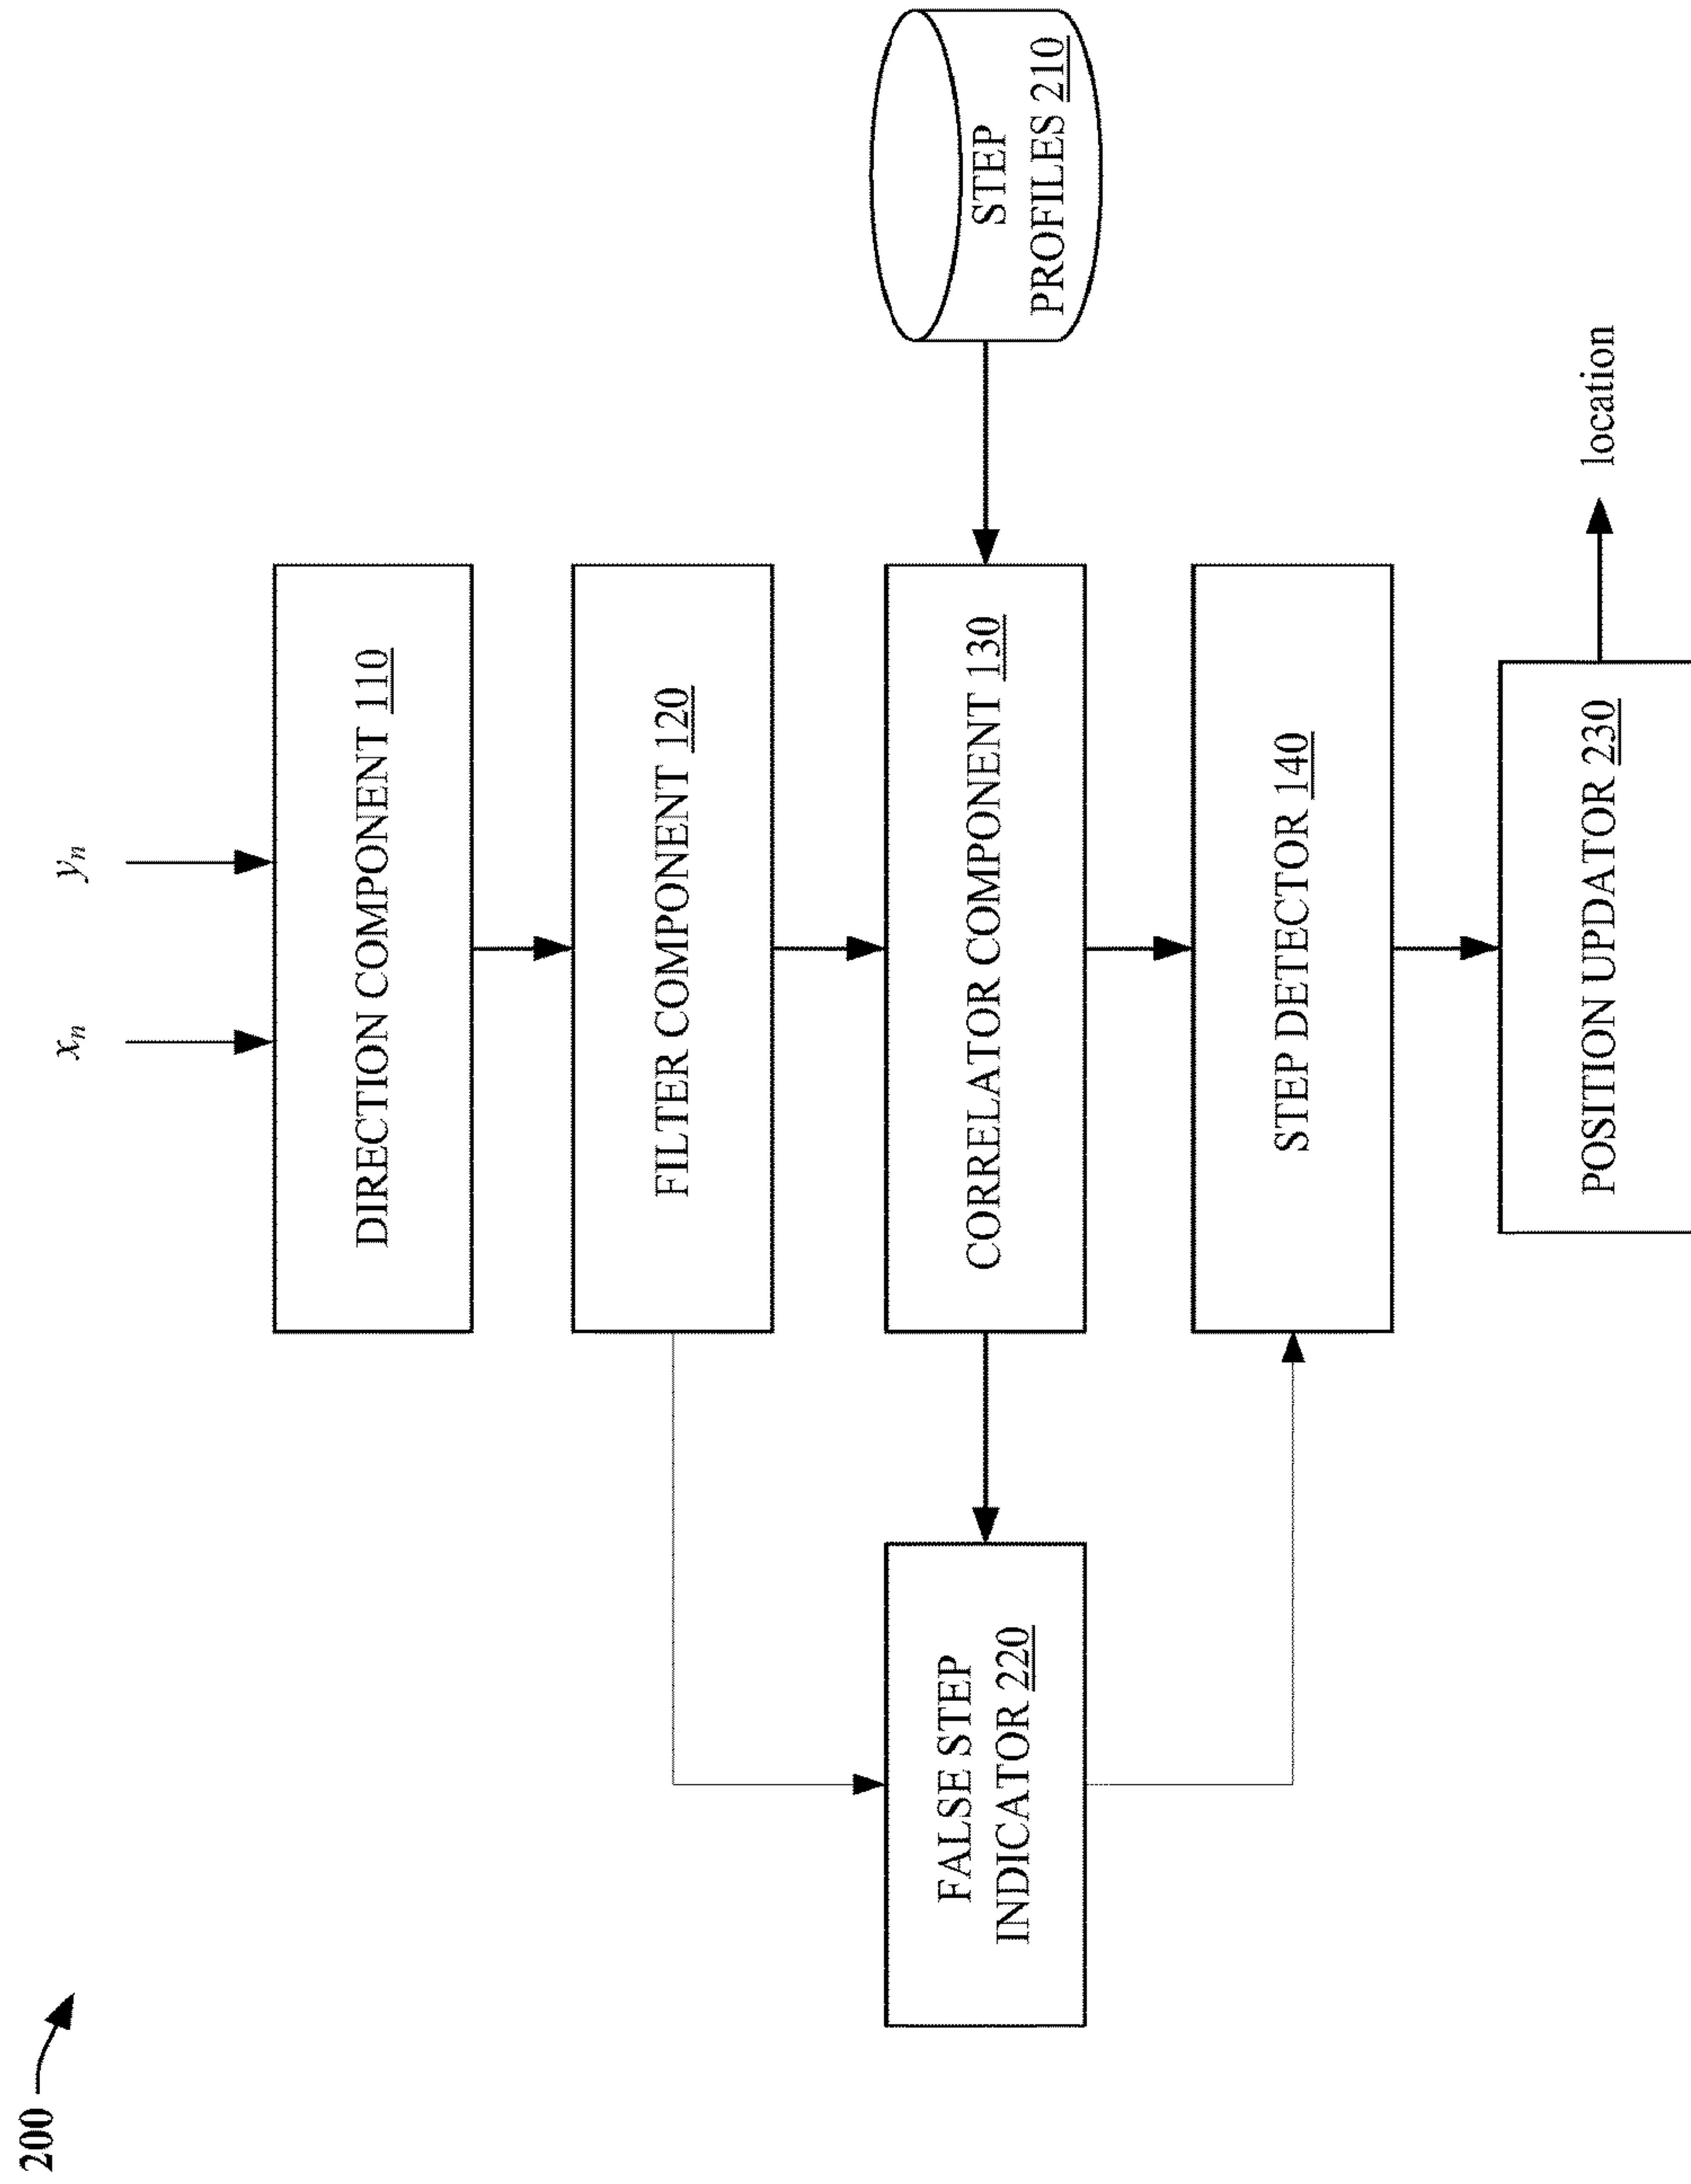 200
xn
yn
DIRECTION COMPONENT 110
FILTER COMPONENT 120
CORRELATOR COMPONENT 130
STEP
PROFILES 210
FALSE STEP
INDICATOR 220
STEP DETECTOR 140
POSITION UPDATOR 230
location